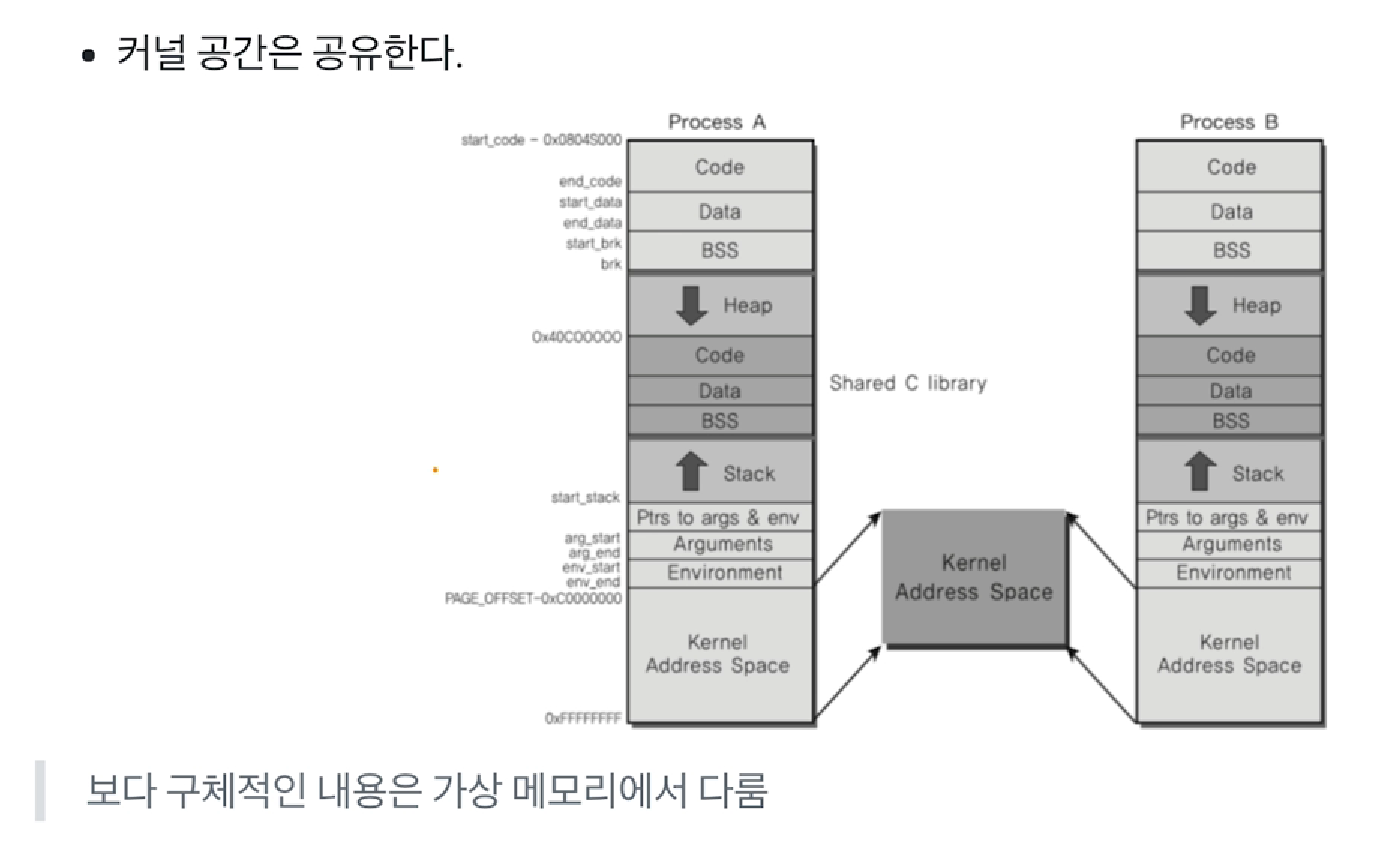 • 커널 공간은 공유한다.
Process A
Process B
start_code - 0x0804S000
Code
Code
end_code
start_data
Data
Data
end_data
start_brk
BSS
BSS
brk
Heap
Heap
0x40C00000
Code
Code
Shared C library
Data
Data
BSS
BSS
Stack
Stack
start_stack
Ptrs to args & env
Ptrs to args & env
arg_start
Arguments
Arguments
arg_end
env_start
Environment
Environment
env_end
Kernel
Address Space
PAGE_OFFSET-0xC0000000
Kernel
Address Space
Kernel
Address Space
0xFFFFFFFF
보다 구체적인 내용은 가상 메모리에서 다룸